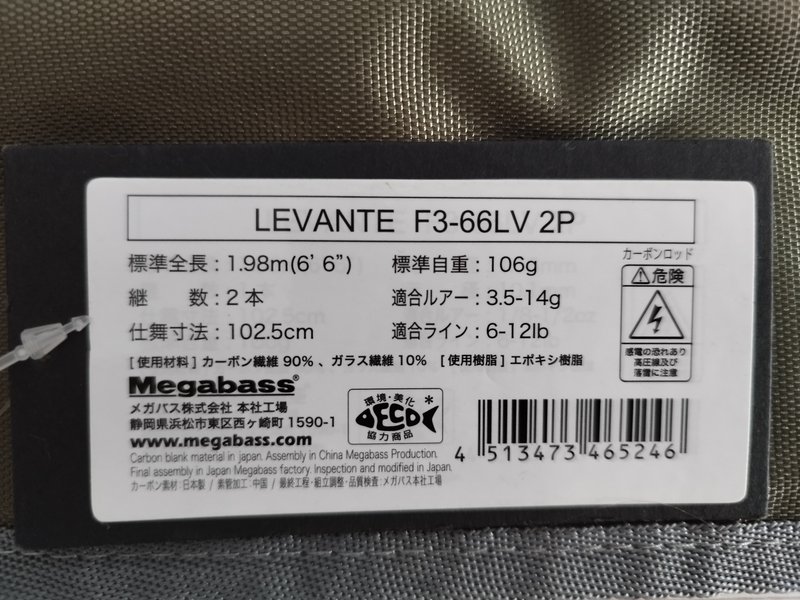 LEVANTE F3-66LV 2P
標準全長 : 1.98m(6’ 6”) 標準自重 : 106g
継 数 : 2 本 適合ルアー : 3.5-14g
仕舞寸法 : 102.5cm 適合ライン : 6-12lb
カーボンロッド
⚠危険
感電の恐れあり
高圧線及び
落雷に注意
[ 使用材料 ] カーボン繊維 90% 、ガラス繊維 10% [ 使用樹脂 ] エポキシ樹脂
Megabass®
メガバス株式会社 本社工場
静岡県浜松市東区西ヶ崎町 1590-1
www.megabass.com
環境・美化
DECO
協力商品
4 513473 465246
Carbon blank material in japan. Assembly in China Megabass Production.
Final assembly in Japan Megabass factory. Inspection and modified in Japan.
カーボン素材 : 日本製 / 素管加工 : 中国 / 最終工程・組立調整・品質検査 : メガバス本社工場